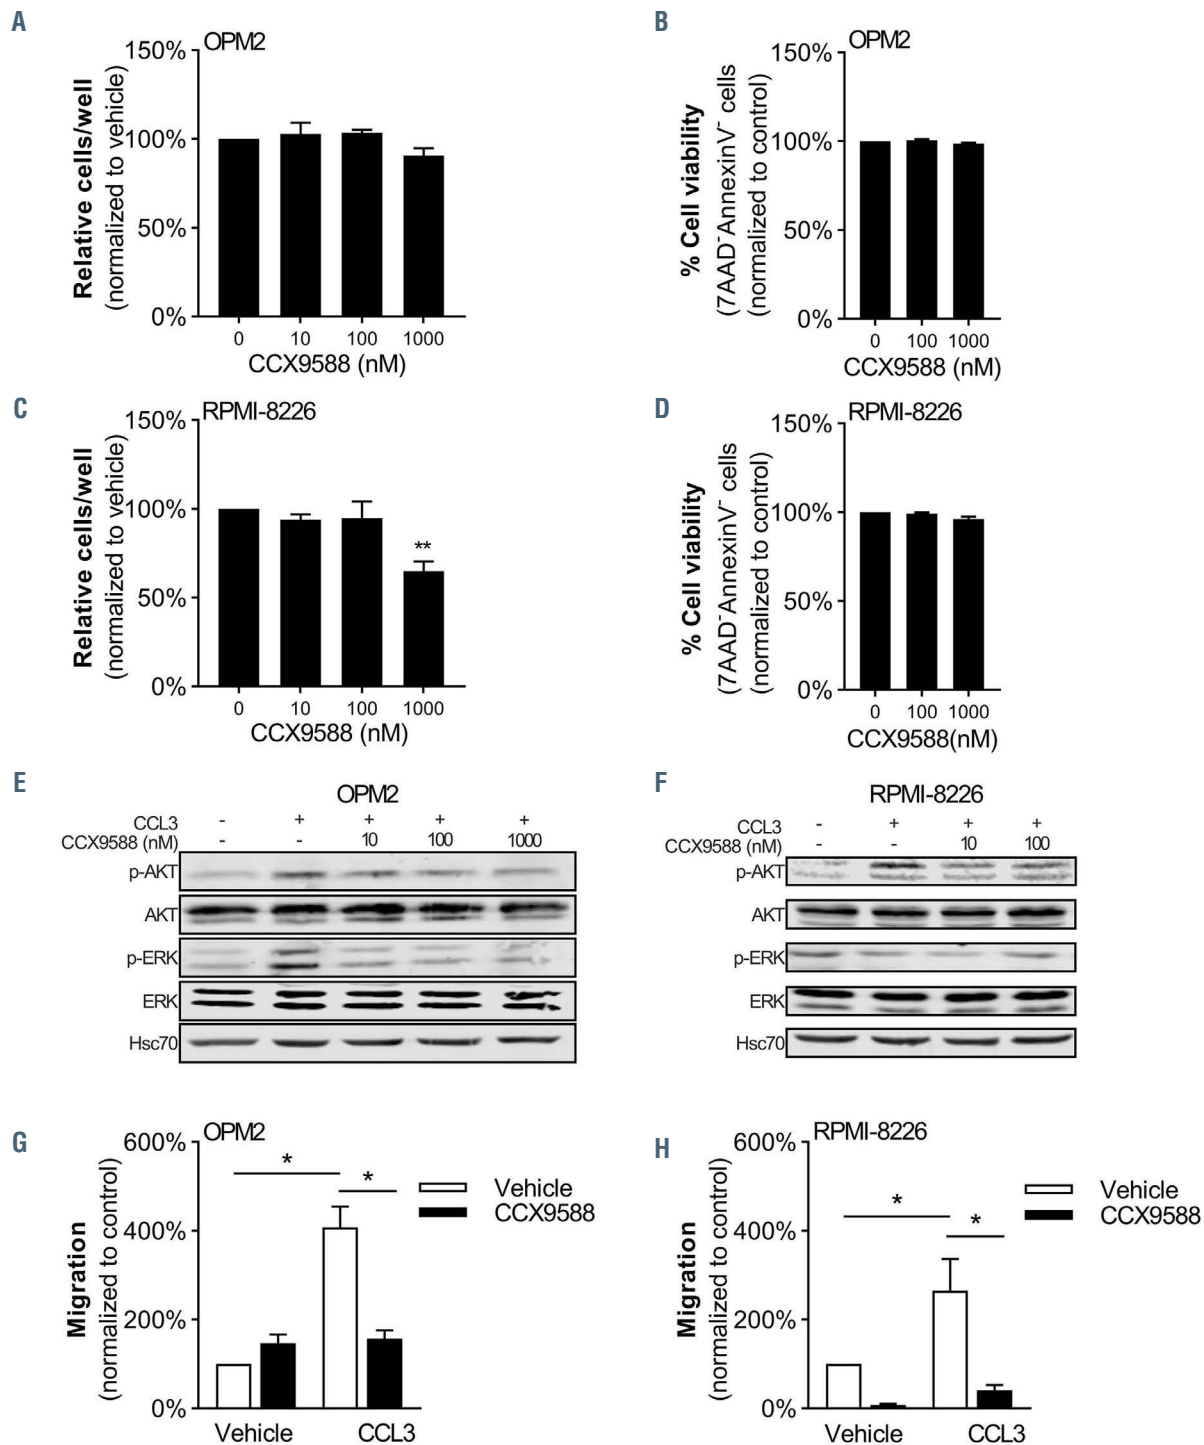 A
OPM2
150%
100%
50%
0%
Relative cells/well
(normalized to vehicle)
0 10 100 1000
CCX9588 (nM)
B
OPM2
150%
100%
50%
0%
% Cell viability
(7AAD⁻AnnexinV⁻ cells
(normalized to control)
0 100 1000
CCX9588 (nM)
C
RPMI-8226
150%
100%
50%
0%
Relative cells/well
(normalized to vehicle)
**
0 10 100 1000
CCX9588 (nM)
D
RPMI-8226
150%
100%
50%
0%
% Cell viability
(7AAD⁻AnnexinV⁻ cells
(normalized to control)
0 100 1000
CCX9588(nM)
E
OPM2
CCL3 - + + + +
CCX9588 (nM) - - 10 100 1000
p-AKT
AKT
p-ERK
ERK
Hsc70
F
RPMI-8226
CCL3 - + + +
CCX9588 (nM) - - 10 100
p-AKT
AKT
p-ERK
ERK
Hsc70
G
OPM2
600%
400%
200%
0%
Migration
(normalized to control)
*
*
Vehicle
CCX9588
Vehicle CCL3
H
RPMI-8226
600%
400%
200%
0%
Migration
(normalized to control)
*
*
Vehicle
CCX9588
Vehicle CCL3